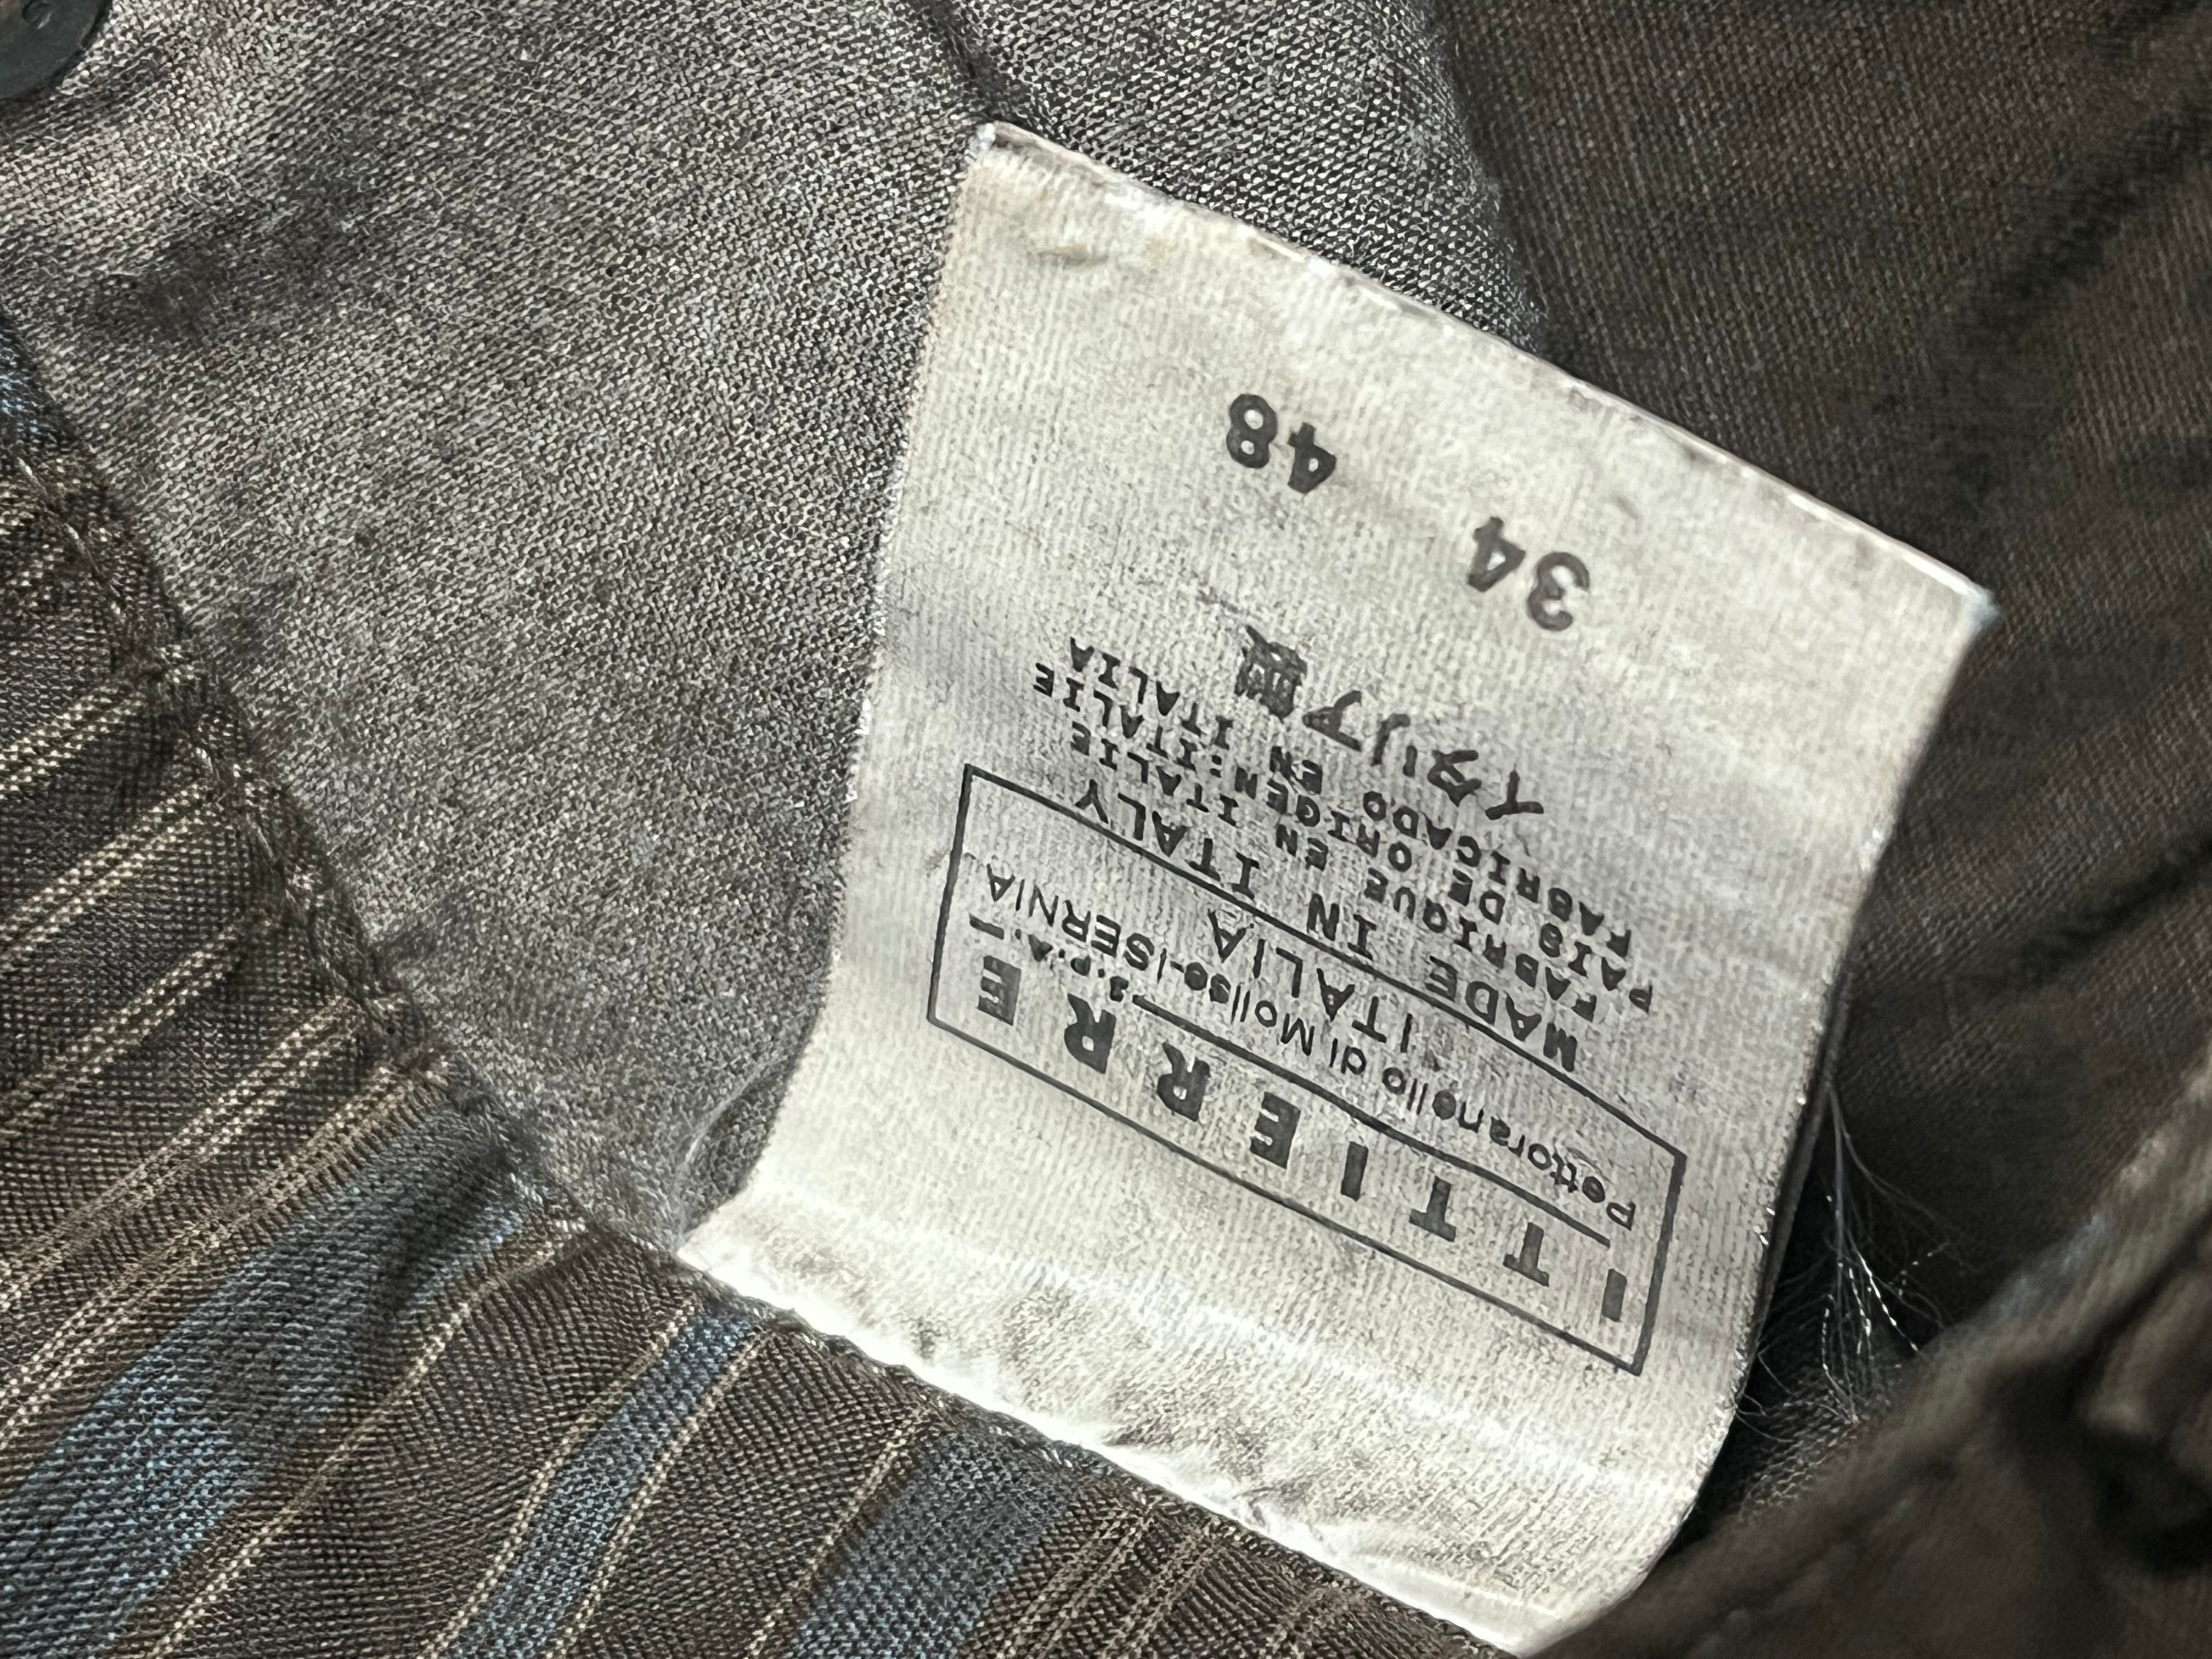 ITTIERRE
S.P.A.
Pettoranello di Molise-ISERNIA
ITALIA
MADE IN ITALY
FABRIQUE EN ITALIE
PAIS DE ORIGEN:ITALIE
FABRICADO EN ITALIA
イタリア製
34 48